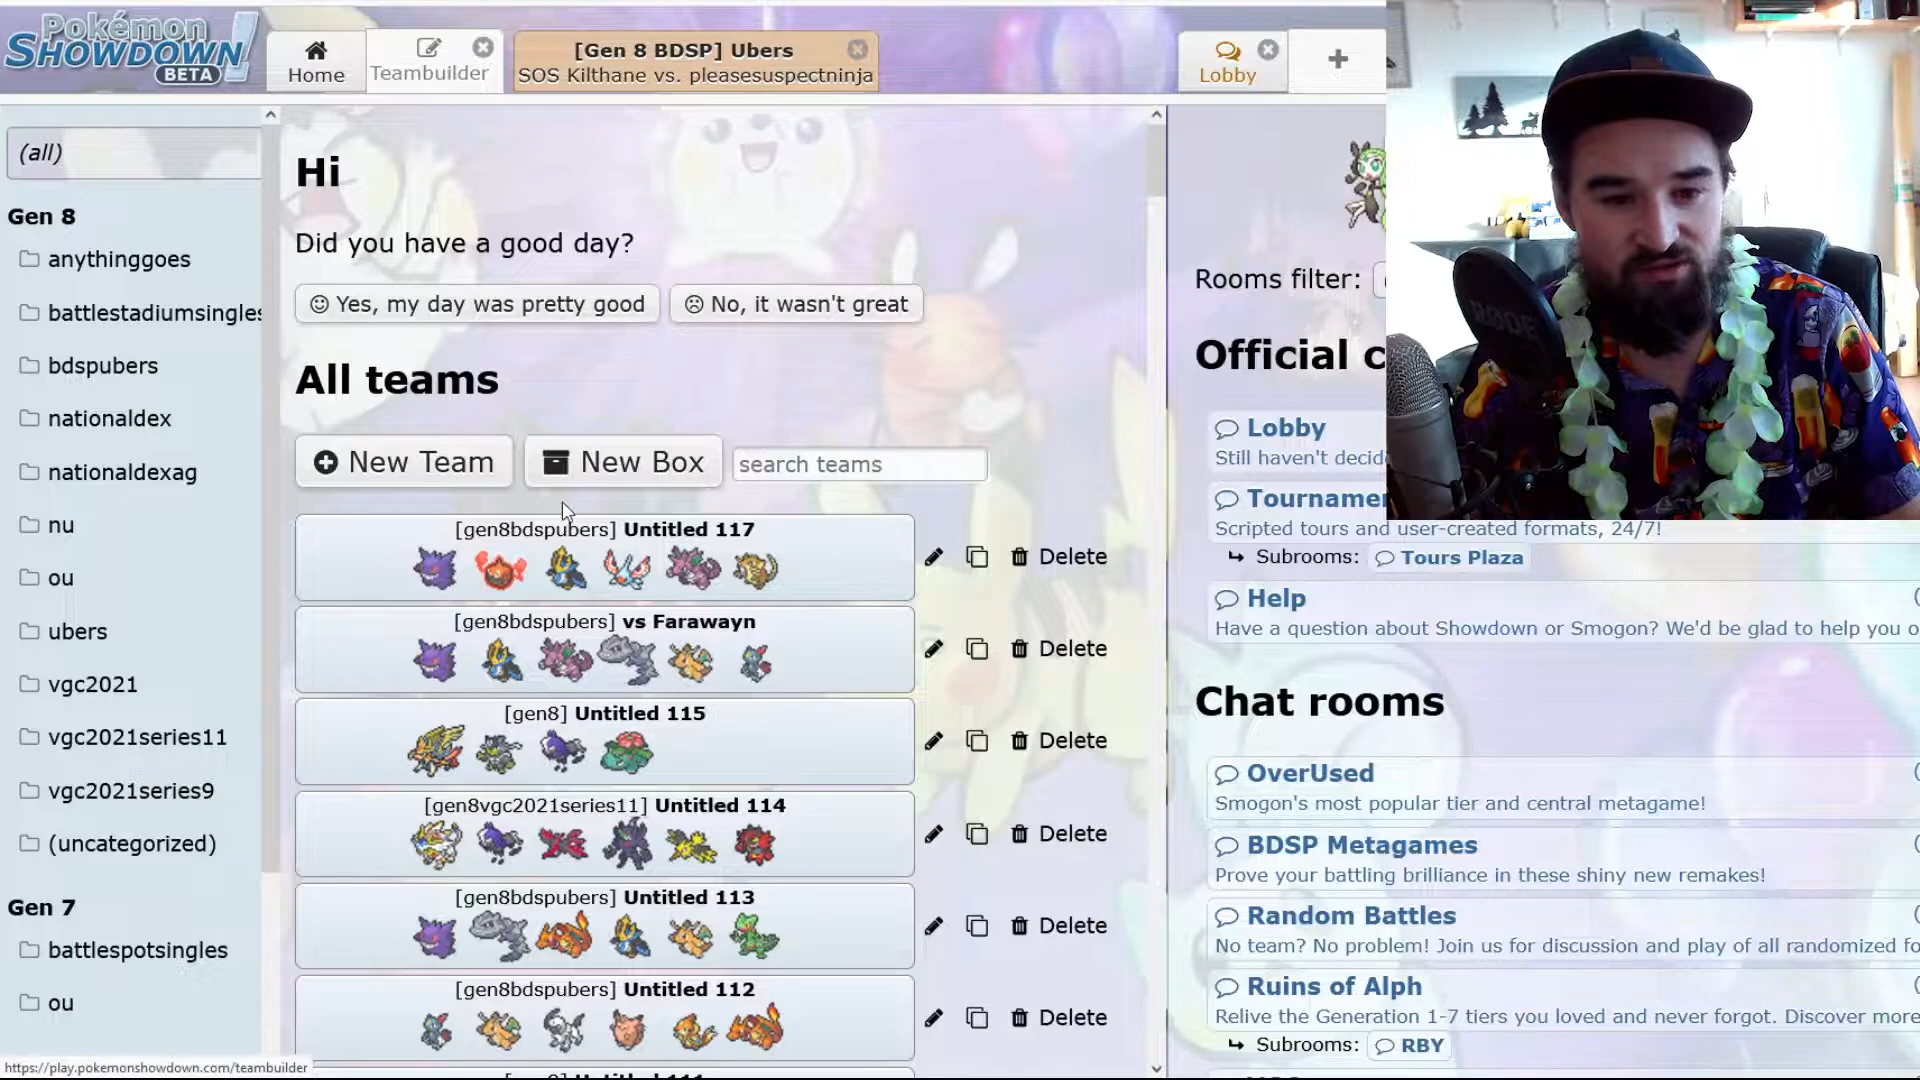 Pokémon
SHOWDOWN!
BETA
Home
Teambuilder
[Gen 8 BDSP] Ubers
SOS Kilthane vs. pleasesuspectninja
Lobby
(all)
Gen 8
anythinggoes
battlestadiumsingles
bdspubers
nationaldex
nationaldexag
nu
ou
ubers
vgc2021
vgc2021series11
vgc2021series9
(uncategorized)
Gen 7
battlespotsingles
ou
https://play.pokemonshowdown.com/teambuilder
Hi
Did you have a good day?
Yes, my day was pretty good
No, it wasn't great
All teams
New Team
New Box
search teams
[gen8bdspubers] Untitled 117
Delete
[gen8bdspubers] vs Farawayn
Delete
[gen8] Untitled 115
Delete
[gen8vgc2021series11] Untitled 114
Delete
[gen8bdspubers] Untitled 113
Delete
[gen8bdspubers] Untitled 112
Delete
Rooms filter:
Official c
Lobby
Still haven't decid
Tournamen
Scripted tours and user-created formats, 24/7!
Subrooms: Tours Plaza
Help
Have a question about Showdown or Smogon? We'd be glad to help you o
Chat rooms
OverUsed
Smogon's most popular tier and central metagame!
BDSP Metagames
Prove your battling brilliance in these shiny new remakes!
Random Battles
No team? No problem! Join us for discussion and play of all randomized fo
Ruins of Alph
Relive the Generation 1-7 tiers you loved and never forgot. Discover more
Subrooms: RBY
RØDE